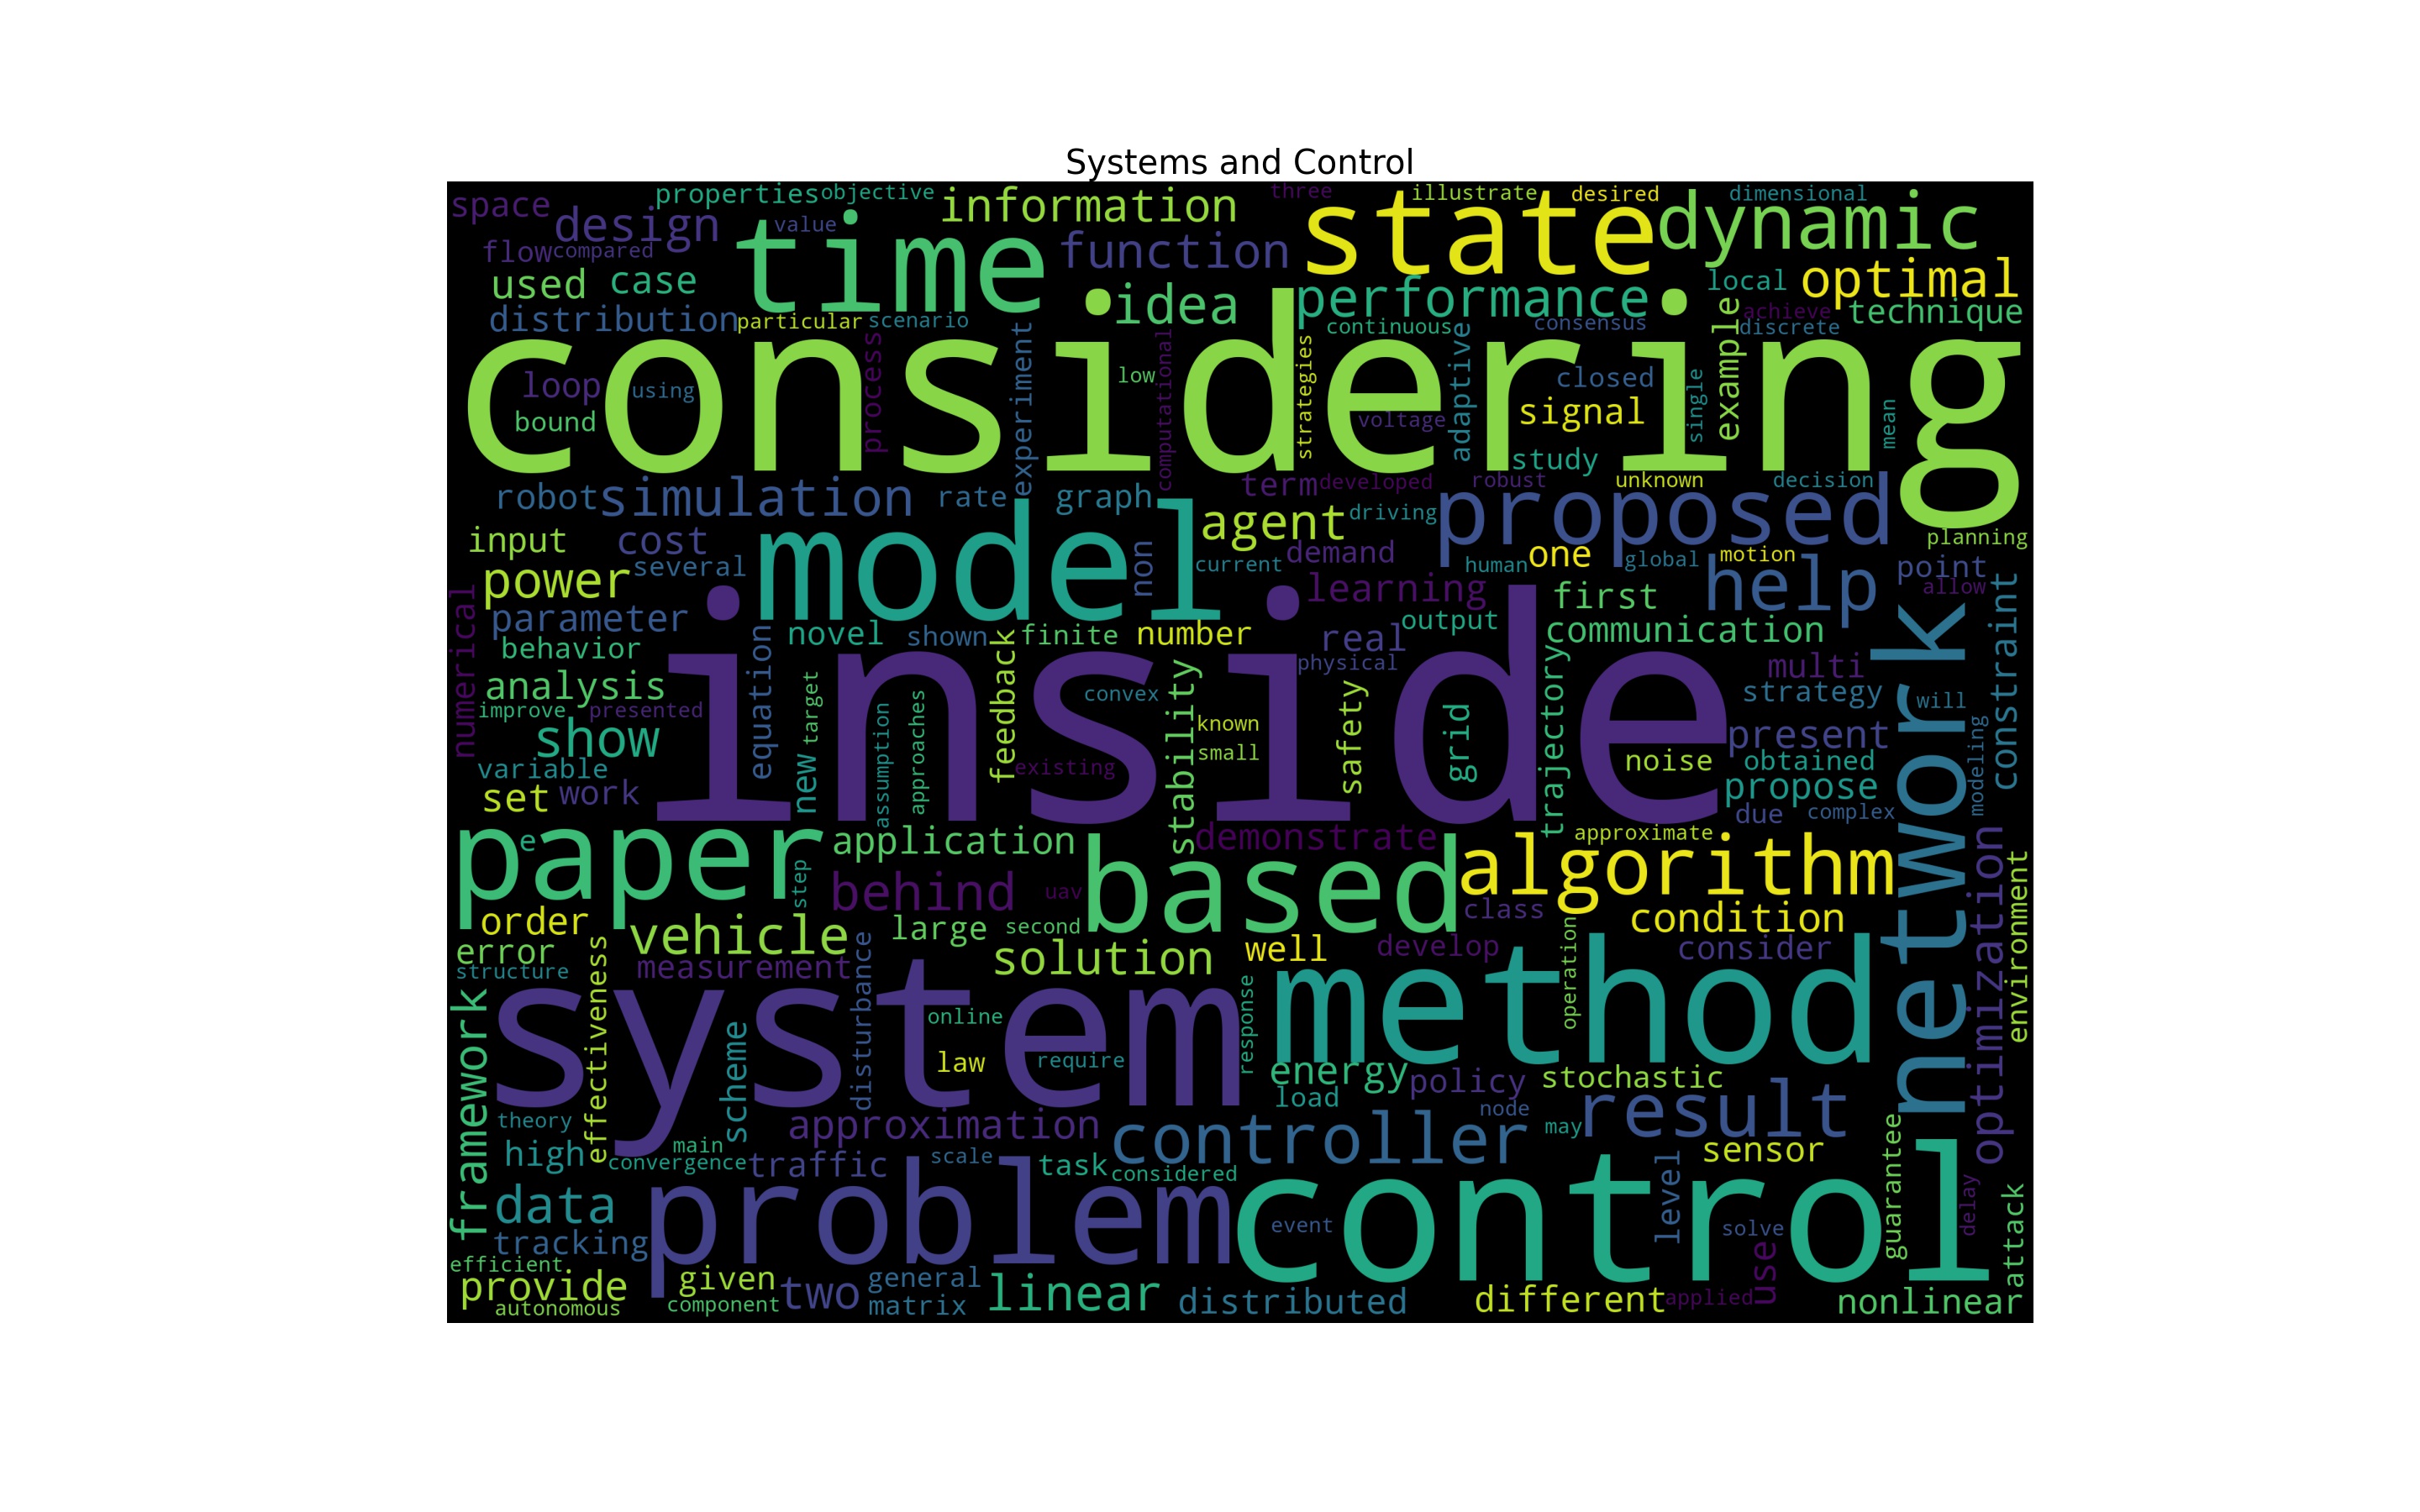 Systems and Control
space
properties
objective
information
three
illustrate
desired
dimensional
design
value
time
function
state
dynamic
flow
compared
used
case
idea
performance
local
optimal
distribution
particular
scenario
continuous
consensus
achieve
discrete
technique
considering
loop
using
bound
process
experiment
low
computational
strategies
voltage
adaptive
closed
signal
single
example
mean
study
robot
simulation
rate
graph
term
developed
robust
unknown
decision
proposed
model
agent
driving
planning
input
cost
non
current
demand
human
one
global
motion
help
point
allow
power
several
learning
first
parameter
numerical
behavior
equation
novel
shown
feedback
finite
number
real
output
communication
network
constraint
inside
physical
multi
analysis
improve
presented
target
convex
stability
trajectory
strategy
will
show
new
assumption
approaches
known
small
safety
grid
present
modeling
variable
existing
noise
obtained
set
work
propose
due
complex
paper
e
application
demonstrate
approximate
based
algorithm
step
behind
uav
class
condition
optimization
environment
order
vehicle
large
second
error
structure
measurement
solution
well
develop
operation
consider
system
effectiveness
disturbance
method
framework
scheme
online
law
require
response
energy
policy
stochastic
load
theory
approximation
controller
node
may
result
high
main
convergence
traffic
scale
task
considered
sensor
level
guarantee
data
problem
control
event
solve
delay
attack
tracking
efficient
provide
autonomous
given
component
two
general
matrix
linear
distributed
different
applied
use
nonlinear